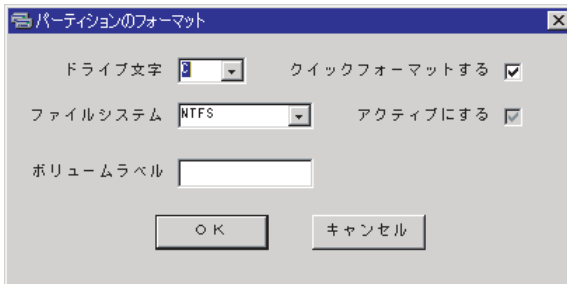 パーティションのフォーマット
ドライブ文字 C クイックフォーマットする
ファイルシステム NTFS アクティブにする
ボリュームラベル
OK キャンセル